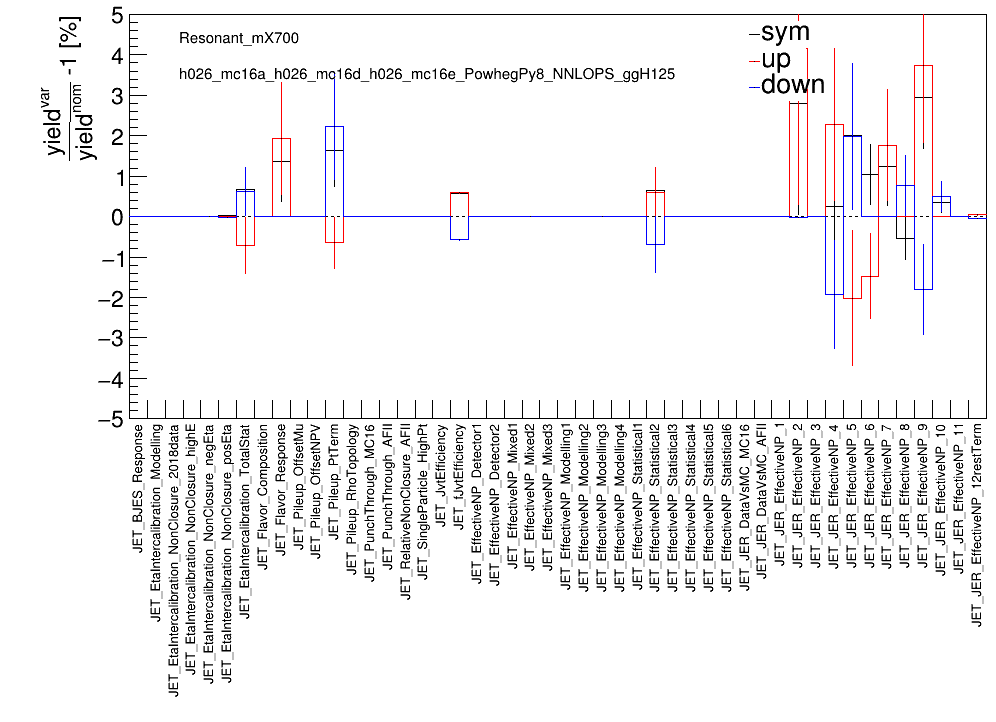 yield^var / yield^nom -1 [%]
5
4
3
2
1
0
−1
−2
−3
−4
−5
Resonant_mX700
h026_mc16a_h026_mc16d_h026_mc16e_PowhegPy8_NNLOPS_ggH125
sym
up
down
JET_BJES_Response
JET_EtaIntercalibration_Modelling
JET_EtaIntercalibration_NonClosure_2018data
JET_EtaIntercalibration_NonClosure_highE
JET_EtaIntercalibration_NonClosure_negEta
JET_EtaIntercalibration_NonClosure_posEta
JET_EtaIntercalibration_TotalStat
JET_Flavor_Composition
JET_Flavor_Response
JET_Pileup_OffsetMu
JET_Pileup_OffsetNPV
JET_Pileup_PtTerm
JET_Pileup_RhoTopology
JET_PunchThrough_MC16
JET_PunchThrough_AFII
JET_RelativeNonClosure_AFII
JET_SingleParticle_HighPt
JET_JvtEfficiency
JET_fJvtEfficiency
JET_EffectiveNP_Detector1
JET_EffectiveNP_Detector2
JET_EffectiveNP_Mixed1
JET_EffectiveNP_Mixed2
JET_EffectiveNP_Mixed3
JET_EffectiveNP_Modelling1
JET_EffectiveNP_Modelling2
JET_EffectiveNP_Modelling3
JET_EffectiveNP_Modelling4
JET_EffectiveNP_Statistical1
JET_EffectiveNP_Statistical2
JET_EffectiveNP_Statistical3
JET_EffectiveNP_Statistical4
JET_EffectiveNP_Statistical5
JET_EffectiveNP_Statistical6
JET_JER_DataVsMC_MC16
JET_JER_DataVsMC_AFII
JET_JER_EffectiveNP_1
JET_JER_EffectiveNP_2
JET_JER_EffectiveNP_3
JET_JER_EffectiveNP_4
JET_JER_EffectiveNP_5
JET_JER_EffectiveNP_6
JET_JER_EffectiveNP_7
JET_JER_EffectiveNP_8
JET_JER_EffectiveNP_9
JET_JER_EffectiveNP_10
JET_JER_EffectiveNP_11
JET_JER_EffectiveNP_12restTerm